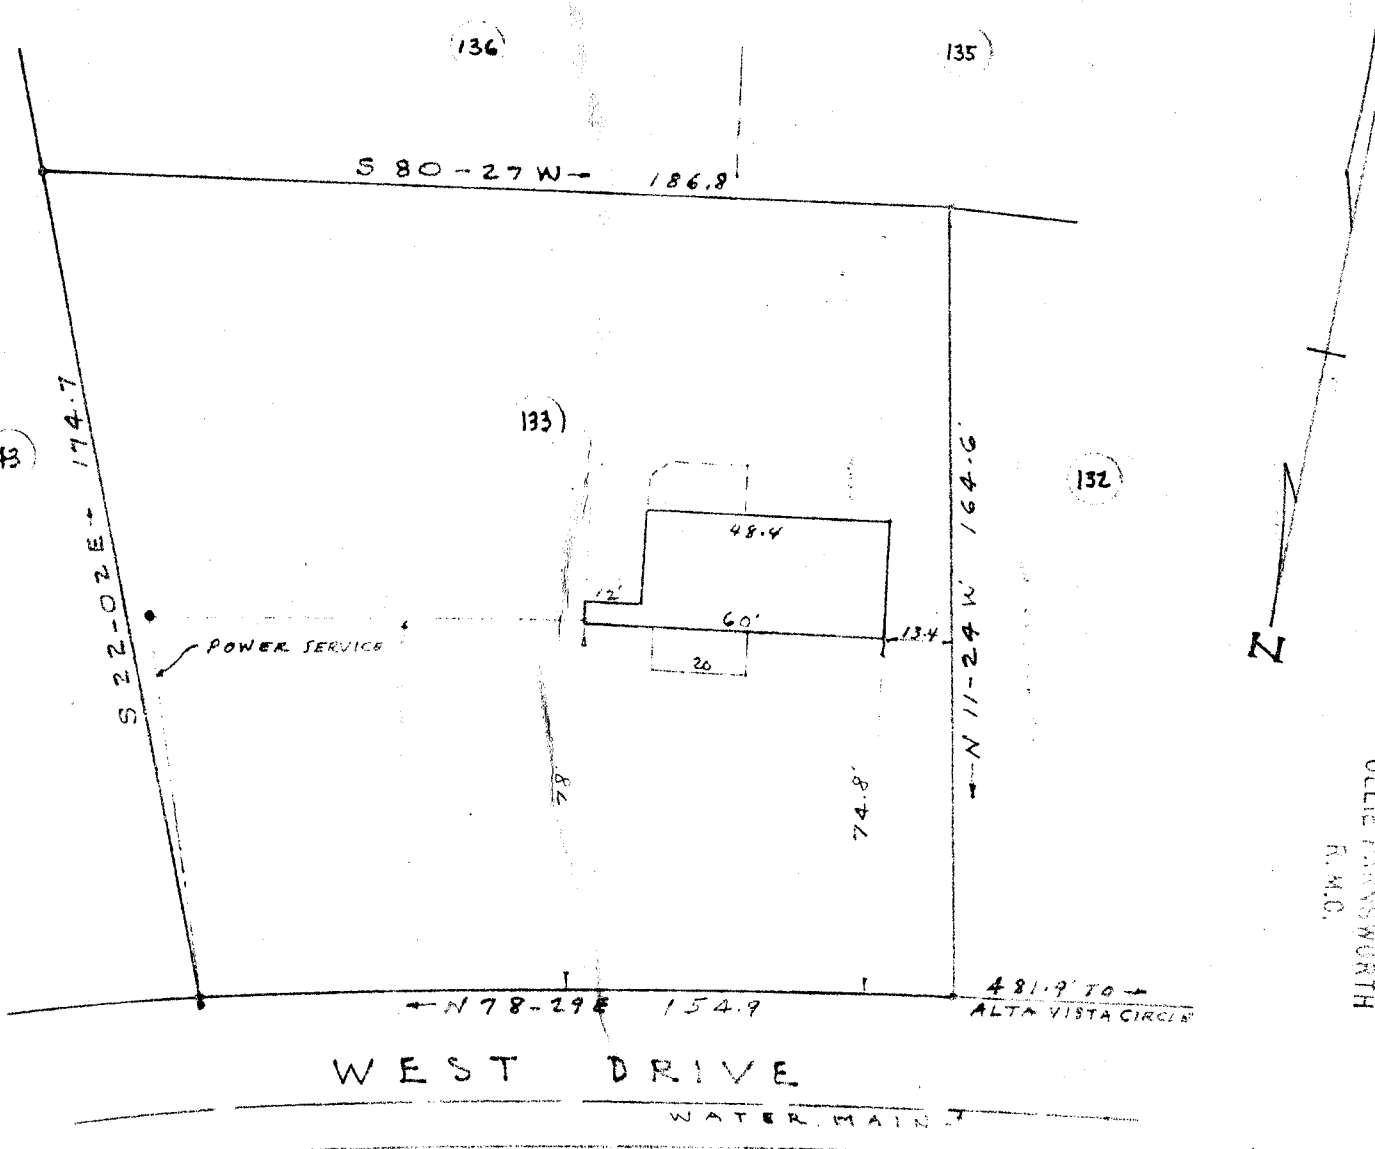 136
135
S 80-27 W→ 186.8
S 22-02 E→ 174.7
133
132
48.4
12'
60'
13.4
20
POWER SERVICE
78'
74.8'
←N 11-24 W 164.6'
N
R.M.C.
←N 78-29 E 154.9
481.9' TO →
ALTA VISTA CIRCLE
WEST DRIVE
WATER MAIN